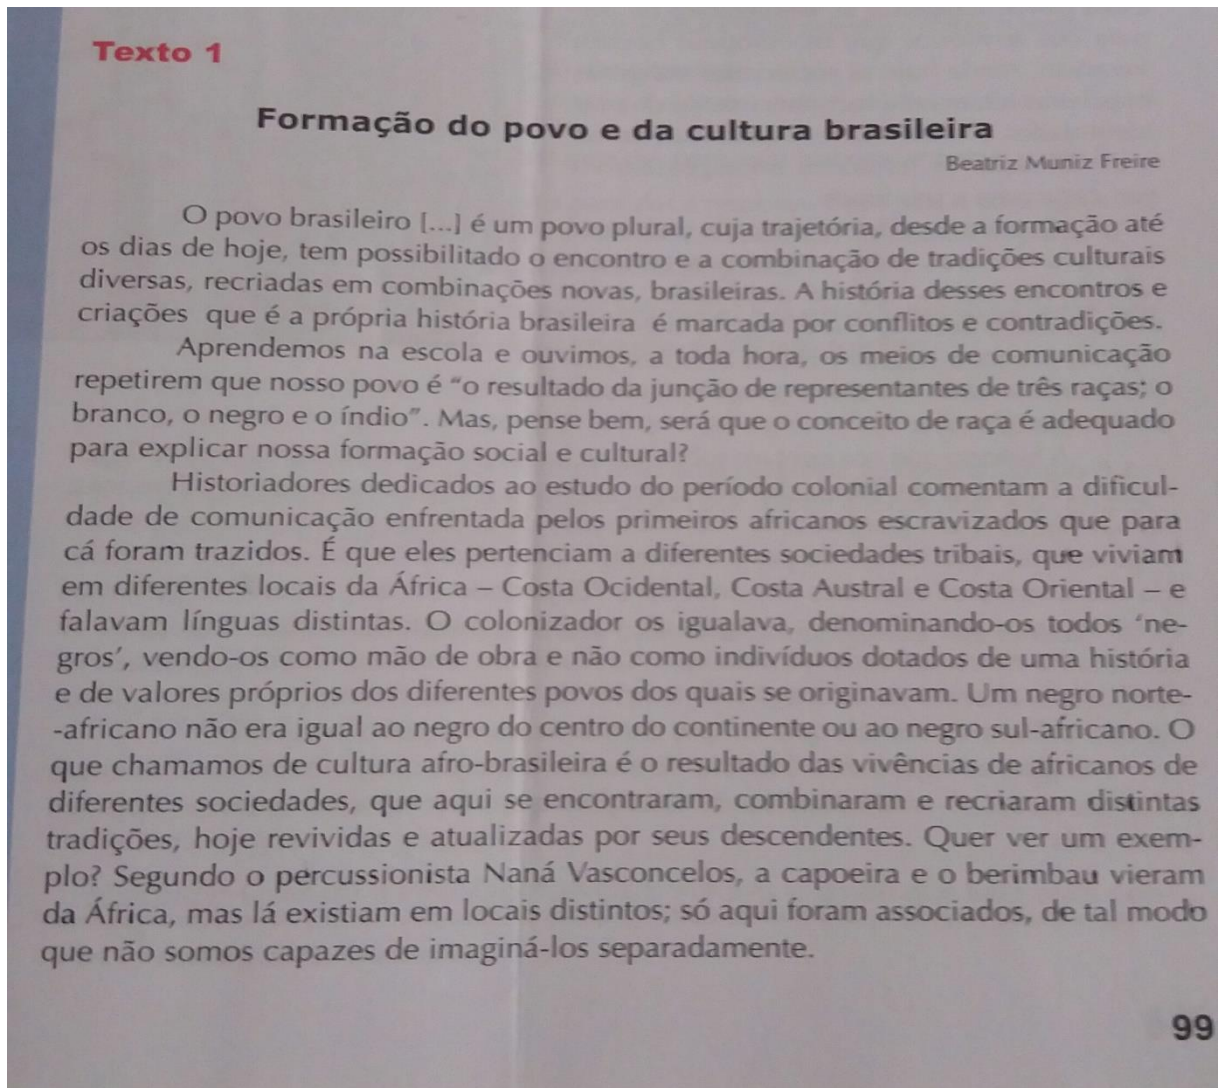 Texto 1
Formação do povo e da cultura brasileira
Beatriz Muniz Freire
O povo brasileiro [...] é um povo plural, cuja trajetória, desde a formação até
os dias de hoje, tem possibilitado o encontro e a combinação de tradições culturais
diversas, recriadas em combinações novas, brasileiras. A história desses encontros e
criações que é a própria história brasileira é marcada por conflitos e contradições.
Aprendemos na escola e ouvimos, a toda hora, os meios de comunicação
repetirem que nosso povo é “o resultado da junção de representantes de três raças; o
branco, o negro e o índio”. Mas, pense bem, será que o conceito de raça é adequado
para explicar nossa formação social e cultural?
Historiadores dedicados ao estudo do período colonial comentam a dificul-
dade de comunicação enfrentada pelos primeiros africanos escravizados que para
cá foram trazidos. É que eles pertenciam a diferentes sociedades tribais, que viviam
em diferentes locais da África – Costa Ocidental, Costa Austral e Costa Oriental – e
falavam línguas distintas. O colonizador os igualava, denominando-os todos ‘ne-
gros’, vendo-os como mão de obra e não como indivíduos dotados de uma história
e de valores próprios dos diferentes povos dos quais se originavam. Um negro norte-
-africano não era igual ao negro do centro do continente ou ao negro sul-africano. O
que chamamos de cultura afro-brasileira é o resultado das vivências de africanos de
diferentes sociedades, que aqui se encontraram, combinaram e recriaram distintas
tradições, hoje revividas e atualizadas por seus descendentes. Quer ver um exem-
plo? Segundo o percussionista Naná Vasconcelos, a capoeira e o berimbau vieram
da África, mas lá existiam em locais distintos; só aqui foram associados, de tal modo
que não somos capazes de imaginá-los separadamente.
99